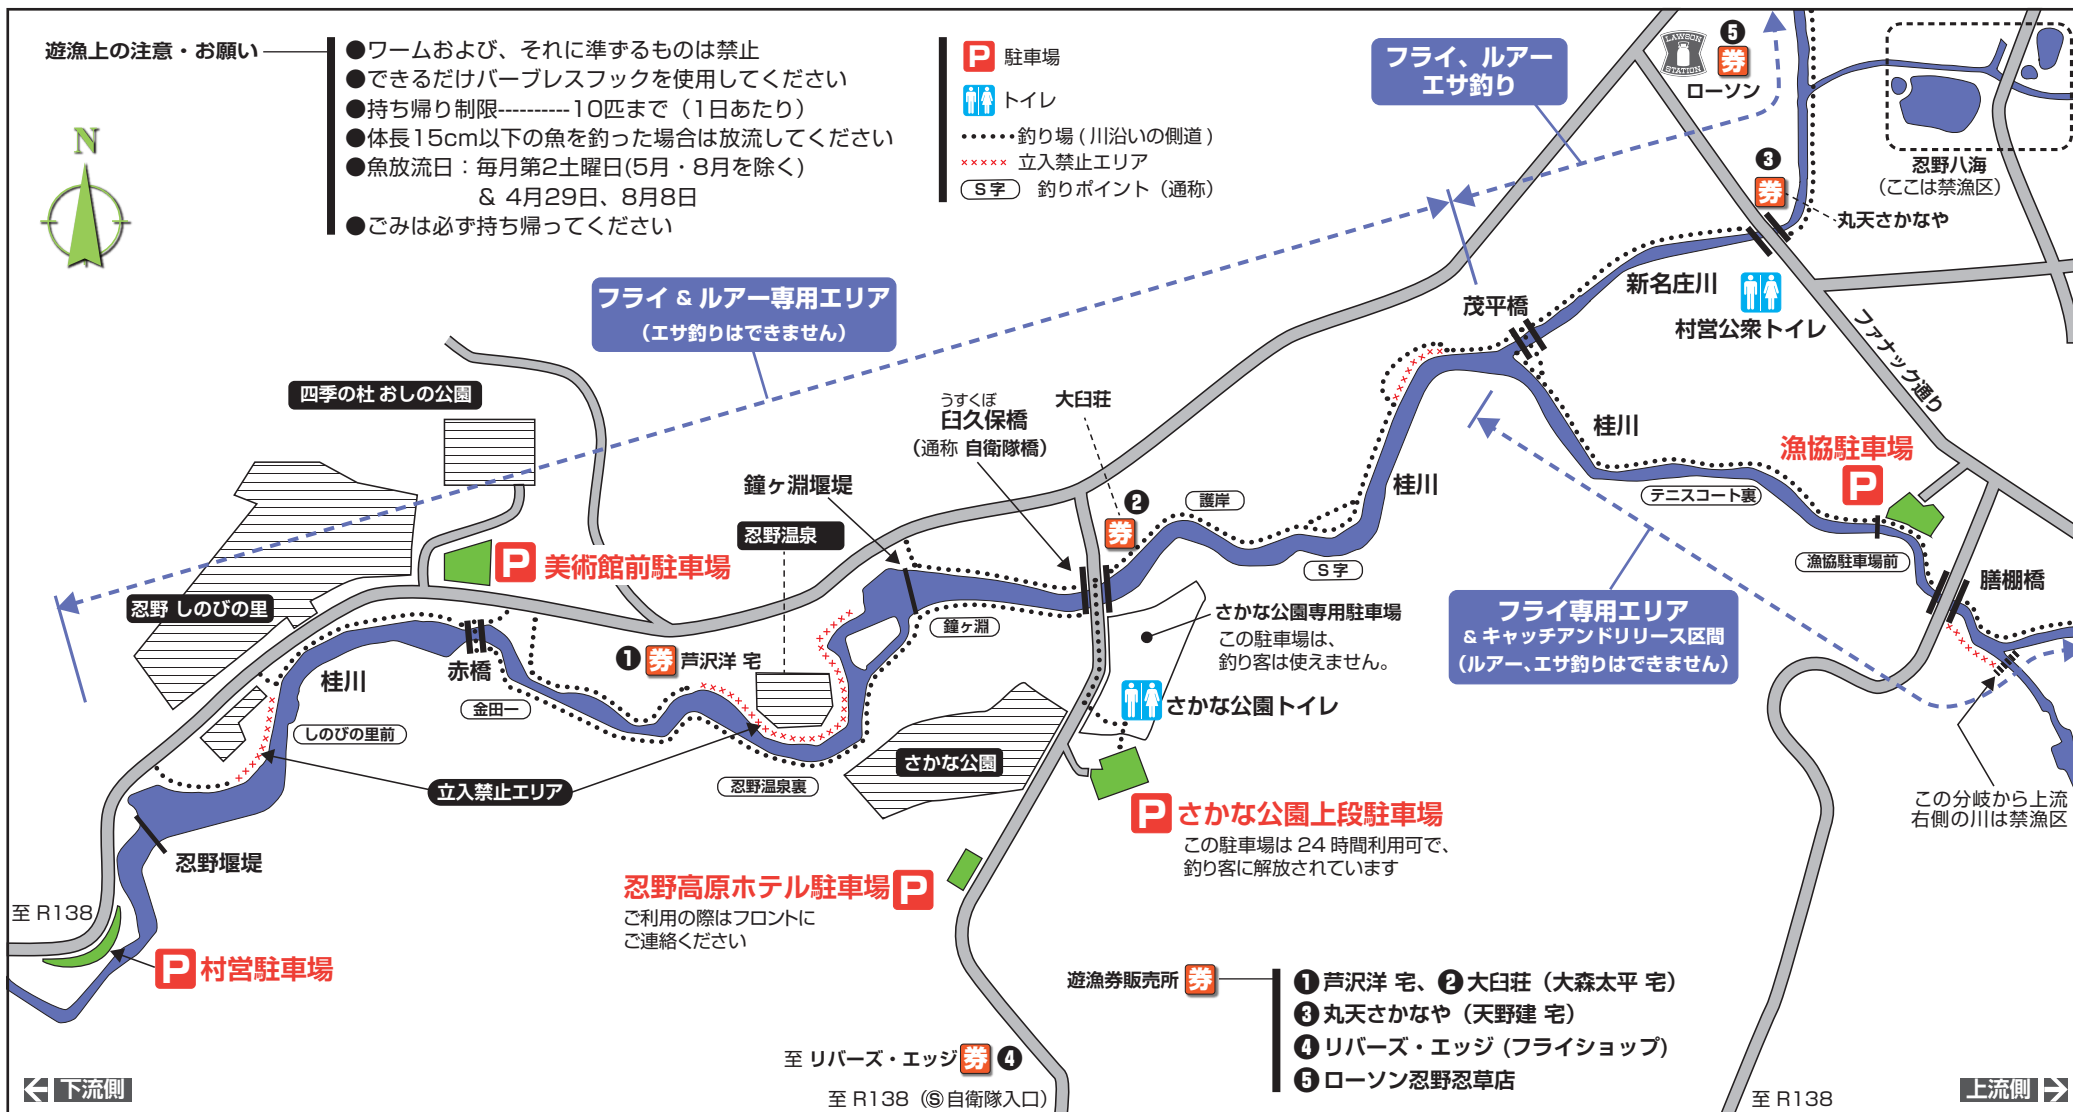 遊漁上の注意・お願い
●ワームおよび、それに準ずるものは禁止
●できるだけバーブレスフックを使用してください
●持ち帰り制限----------10匹まで（1日あたり）
●体長15cm以下の魚を釣った場合は放流してください
●魚放流日：毎月第2土曜日(5月・8月を除く)
& 4月29日、8月8日
●ごみは必ず持ち帰ってください
N
P 駐車場
トイレ
釣り場（川沿いの側道）
××××× 立入禁止エリア
S字 釣りポイント（通称）
フライ、ルアー
エサ釣り
LAWSON
STATION
❺
券
ローソン
❸
券
丸天さかなや
忍野八海
（ここは禁漁区）
フライ & ルアー専用エリア
（エサ釣りはできません）
茂平橋
新名庄川
村営公衆トイレ
ファナック通り
四季の杜 おしの公園
うすくぼ
臼久保橋
（通称 自衛隊橋）
大臼荘
❷
券
護岸
S字
桂川
桂川
テニスコート裏
漁協駐車場
P
漁協駐車場前
膳棚橋
鐘ヶ淵堰堤
忍野温泉
P 美術館前駐車場
忍野 しのびの里
鐘ヶ淵
さかな公園専用駐車場
この駐車場は、
釣り客は使えません。
フライ専用エリア
& キャッチアンドリリース区間
（ルアー、エサ釣りはできません）
❶ 券 芦沢洋 宅
赤橋
桂川
金田一
しのびの里前
さかな公園トイレ
さかな公園
立入禁止エリア
忍野温泉裏
P さかな公園上段駐車場
この駐車場は 24 時間利用可で、
釣り客に解放されています
この分岐から上流
右側の川は禁漁区
忍野堰堤
忍野高原ホテル駐車場 P
ご利用の際はフロントに
ご連絡ください
至 R138
P 村営駐車場
遊漁券販売所 券
❶芦沢洋 宅、❷大臼荘（大森太平 宅）
❸丸天さかなや（天野建 宅）
❹リバーズ・エッジ (フライショップ)
❺ローソン忍野忍草店
至 リバーズ・エッジ 券 ❹
至 R138（Ⓢ自衛隊入口）
至 R138
← 下流側
上流側 →